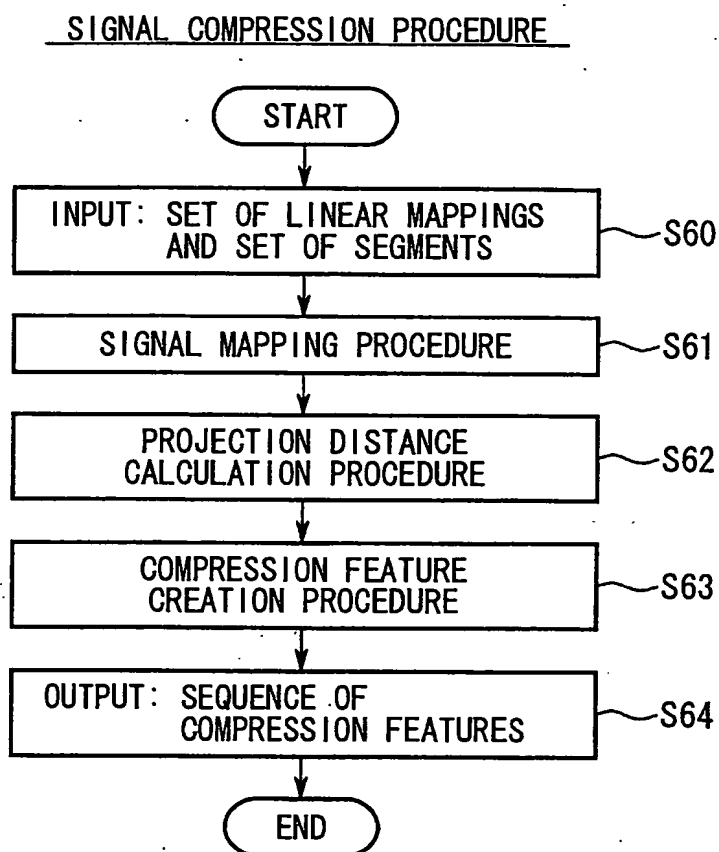 SIGNAL COMPRESSION PROCEDURE
START
INPUT: SET OF LINEAR MAPPINGS
AND SET OF SEGMENTS
S60
SIGNAL MAPPING PROCEDURE
S61
PROJECTION DISTANCE
CALCULATION PROCEDURE
S62
COMPRESSION FEATURE
CREATION PROCEDURE
S63
OUTPUT: SEQUENCE OF
COMPRESSION FEATURES
S64
END